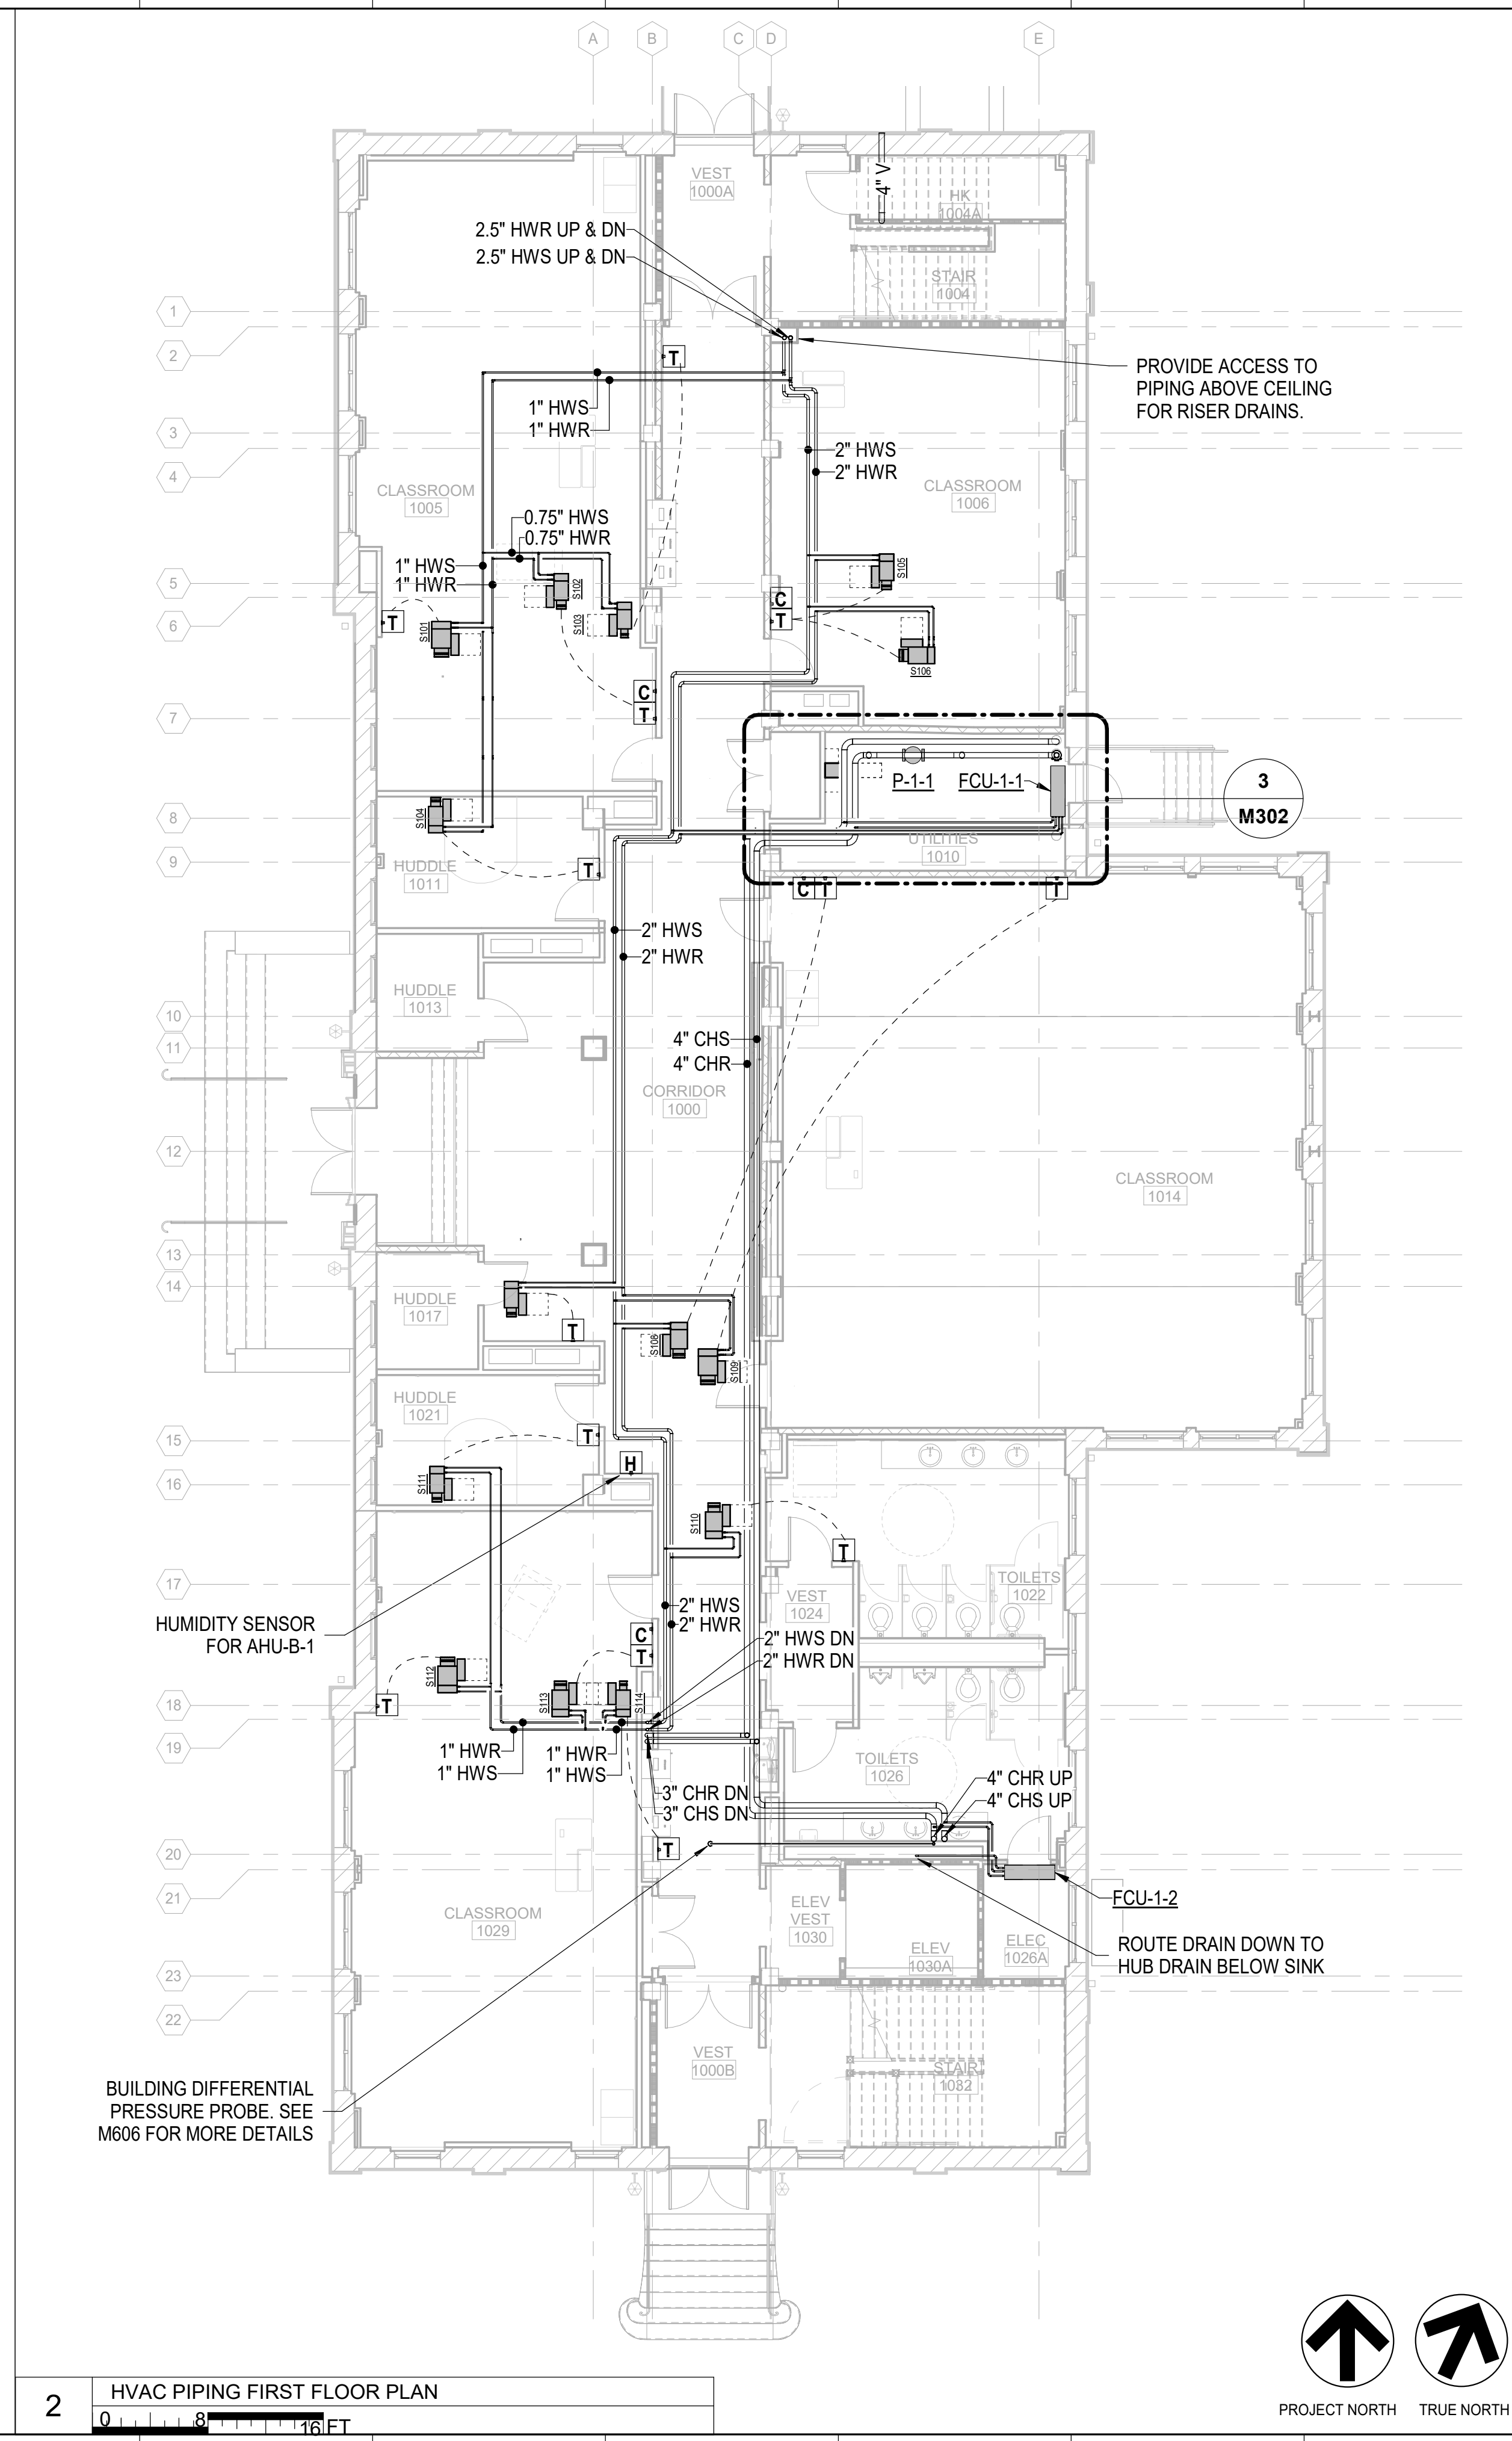 A
B
C
D
E
VEST
1000A
4" V
HK
1004A
2.5" HWR UP & DN
2.5" HWS UP & DN
STAIR
1004
1
2
T
PROVIDE ACCESS TO
PIPING ABOVE CEILING
FOR RISER DRAINS.
1" HWS
1" HWR
3
4
2" HWS
2" HWR
CLASSROOM
1005
CLASSROOM
1006
0.75" HWS
0.75" HWR
1" HWS
1" HWR
5
6
S105
S102
S103
S101
T
C
T
S106
C
T
7
P-1-1
FCU-1-1
3
M302
8
S104
9
HUDDLE
1011
T
UTILITIES
1010
C
T
T
2" HWS
2" HWR
HUDDLE
1013
10
11
4" CHS
4" CHR
CORRIDOR
1000
12
CLASSROOM
1014
13
14
HUDDLE
1017
T
S108
S109
HUDDLE
1021
15
T
16
H
S111
S110
T
17
TOILETS
1022
VEST
1024
HUMIDITY SENSOR
FOR AHU-B-1
2" HWS
2" HWR
C
T
2" HWS DN
2" HWR DN
S112
S113
S114
T
18
19
1" HWR
1" HWS
1" HWR
1" HWS
TOILETS
1026
3" CHR DN
3" CHS DN
4" CHR UP
4" CHS UP
T
20
21
FCU-1-2
CLASSROOM
1029
ELEV
VEST
1030
ELEV
1030A
ELEC
1026A
ROUTE DRAIN DOWN TO
HUB DRAIN BELOW SINK
23
22
VEST
1000B
STAIR
1032
BUILDING DIFFERENTIAL
PRESSURE PROBE. SEE
M606 FOR MORE DETAILS
PROJECT NORTH
TRUE NORTH
2
HVAC PIPING FIRST FLOOR PLAN
0
8
16 FT